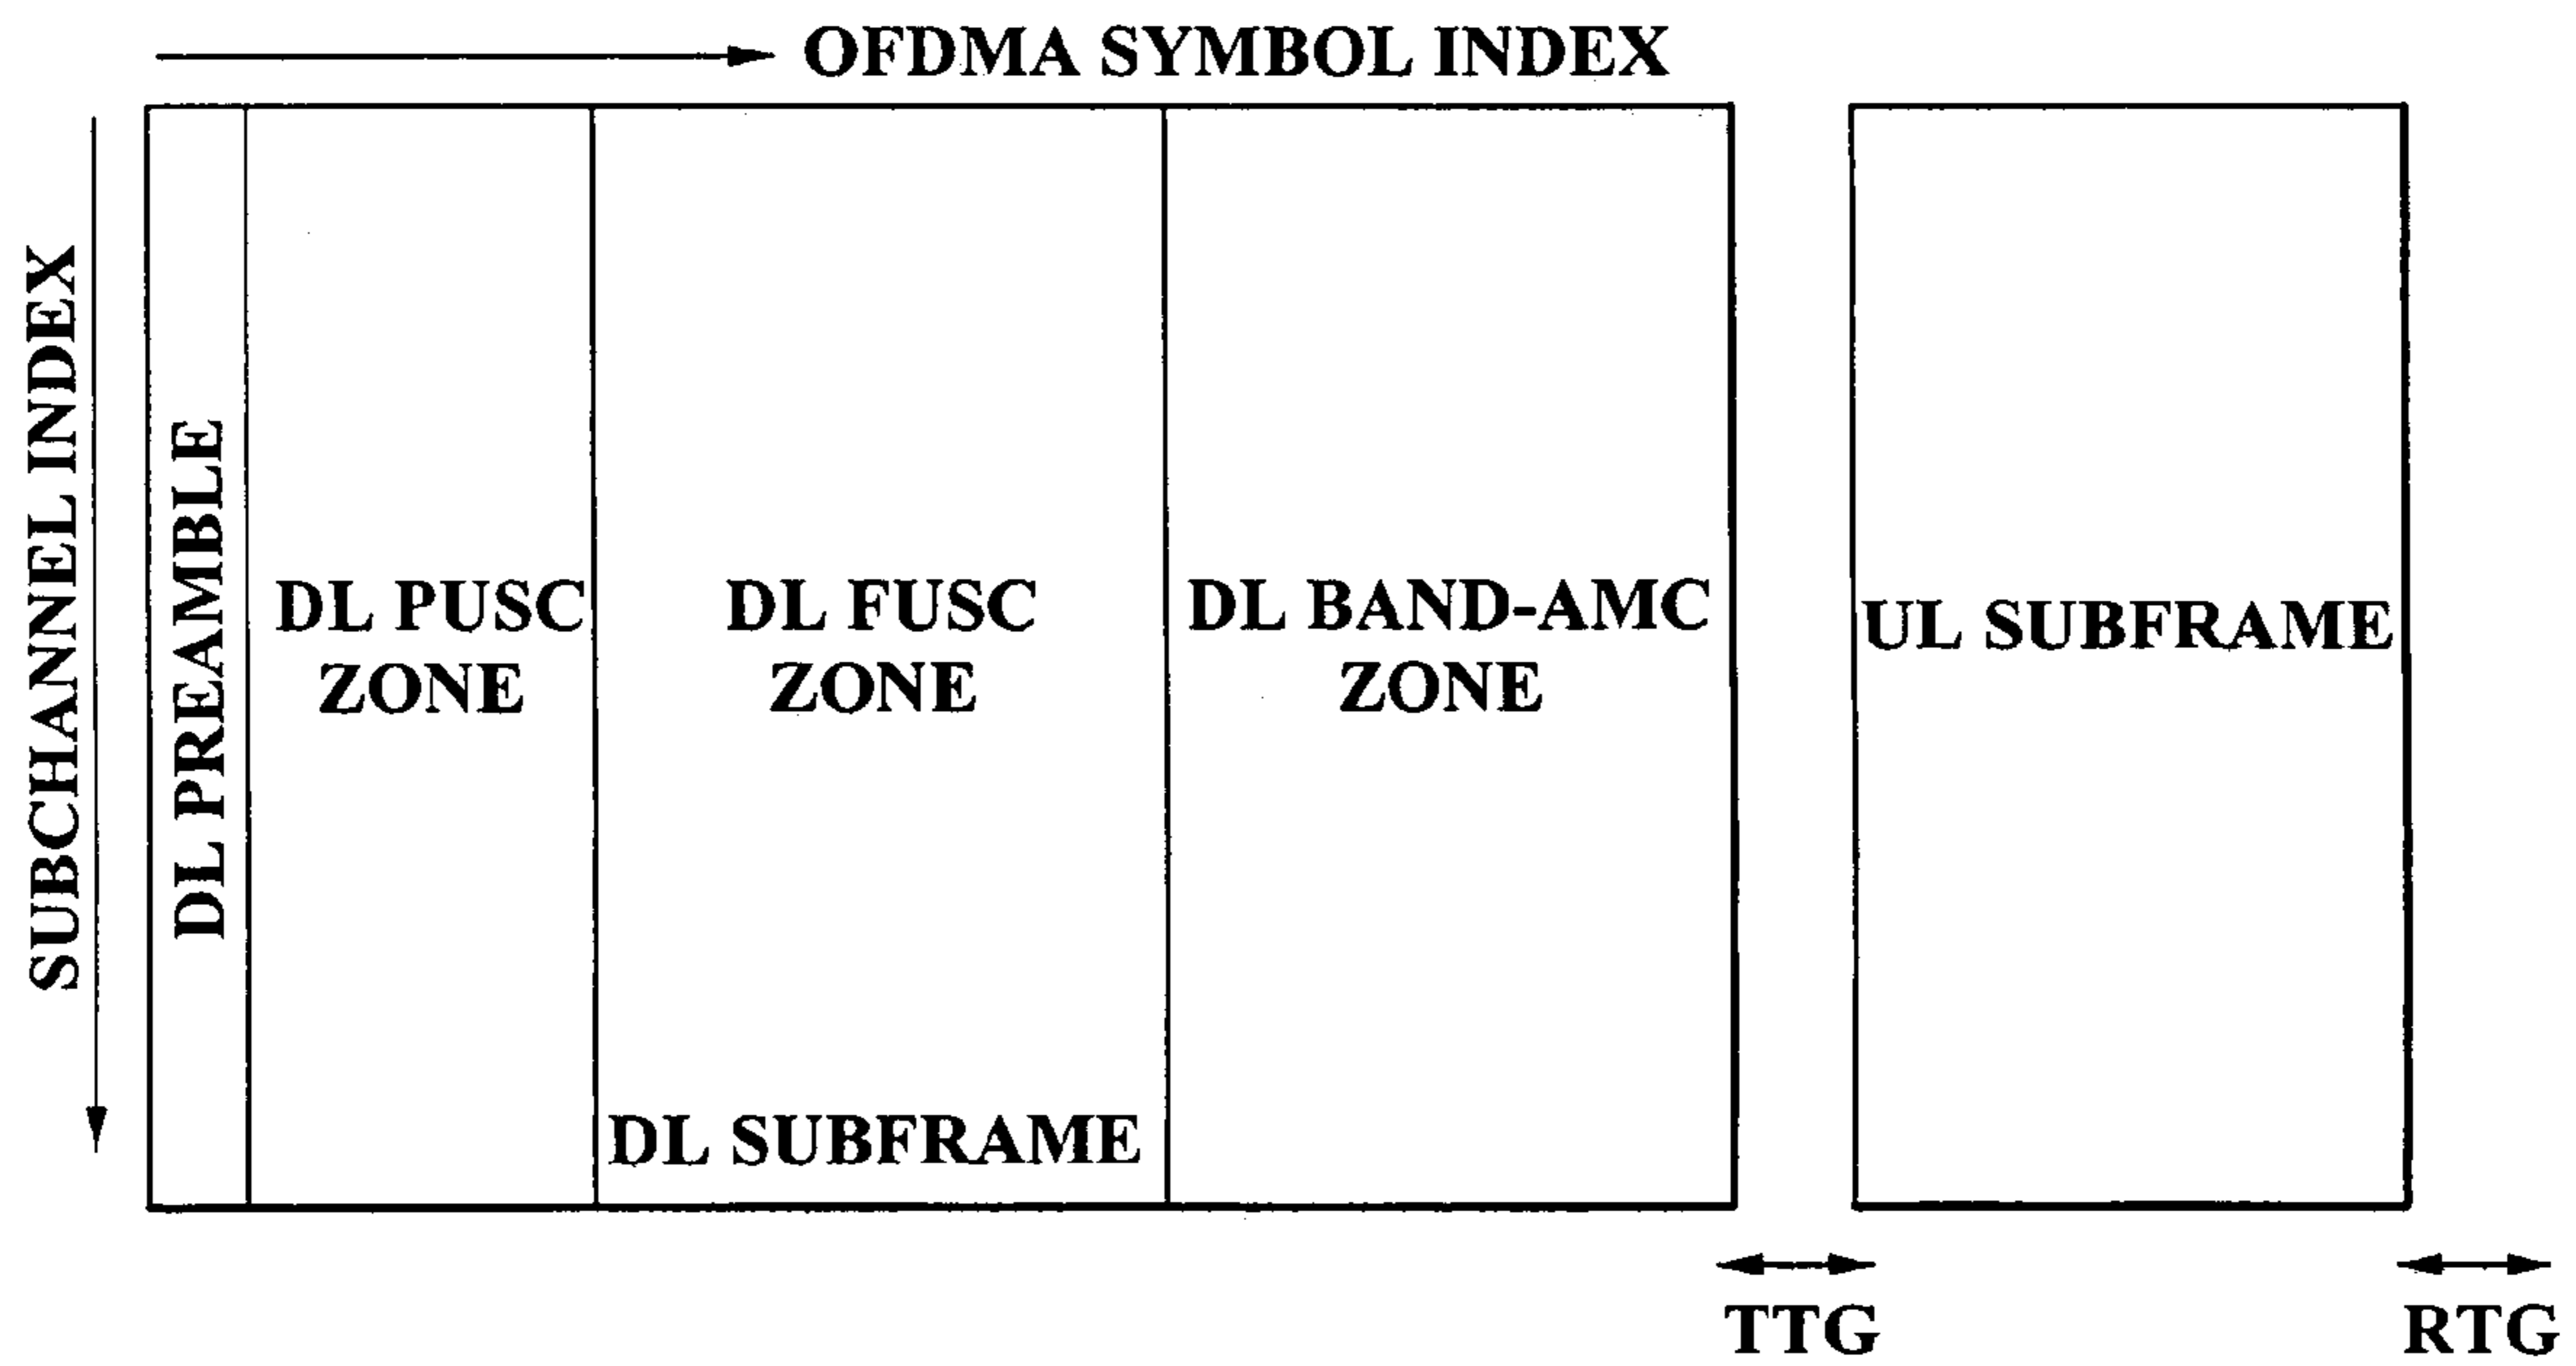 OFDMA SYMBOL INDEX
SUBCHANNEL INDEX
DL PREAMBLE
DL PUSC
ZONE
DL FUSC
ZONE
DL BAND-AMC
ZONE
UL SUBFRAME
DL SUBFRAME
TTG
RTG